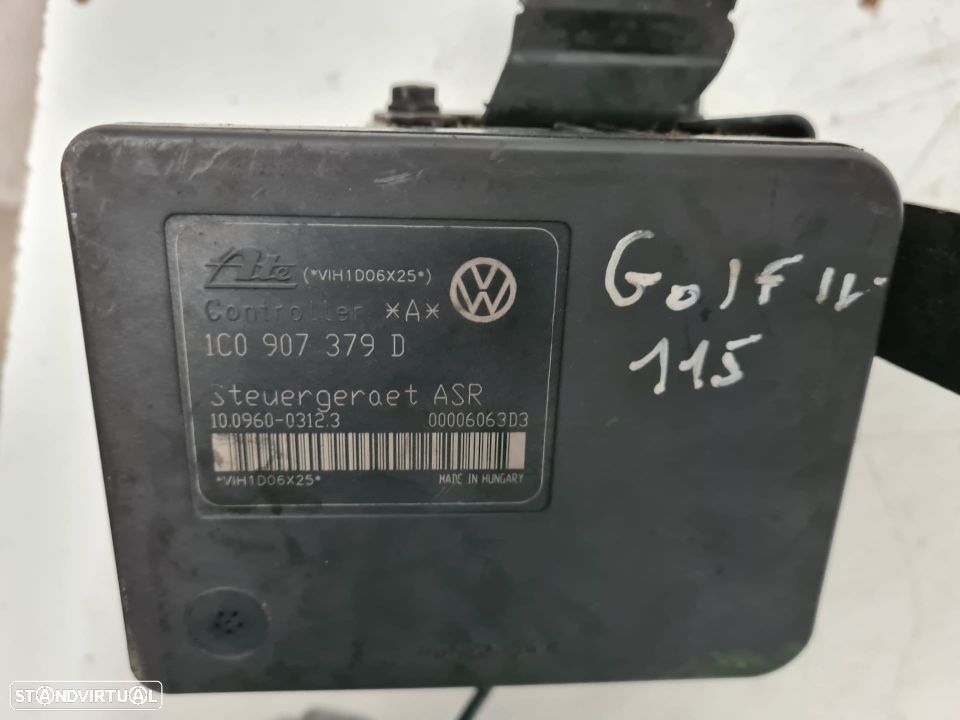 Ate (*VIH1D06X25*)
Controller *A*
1C0 907 379 D
Steuergeraet ASR
10.0960-0312.3 00006063D3
*VIH1D06X25* MADE IN HUNGARY
Golf IV
115
STANDVIRTUAL